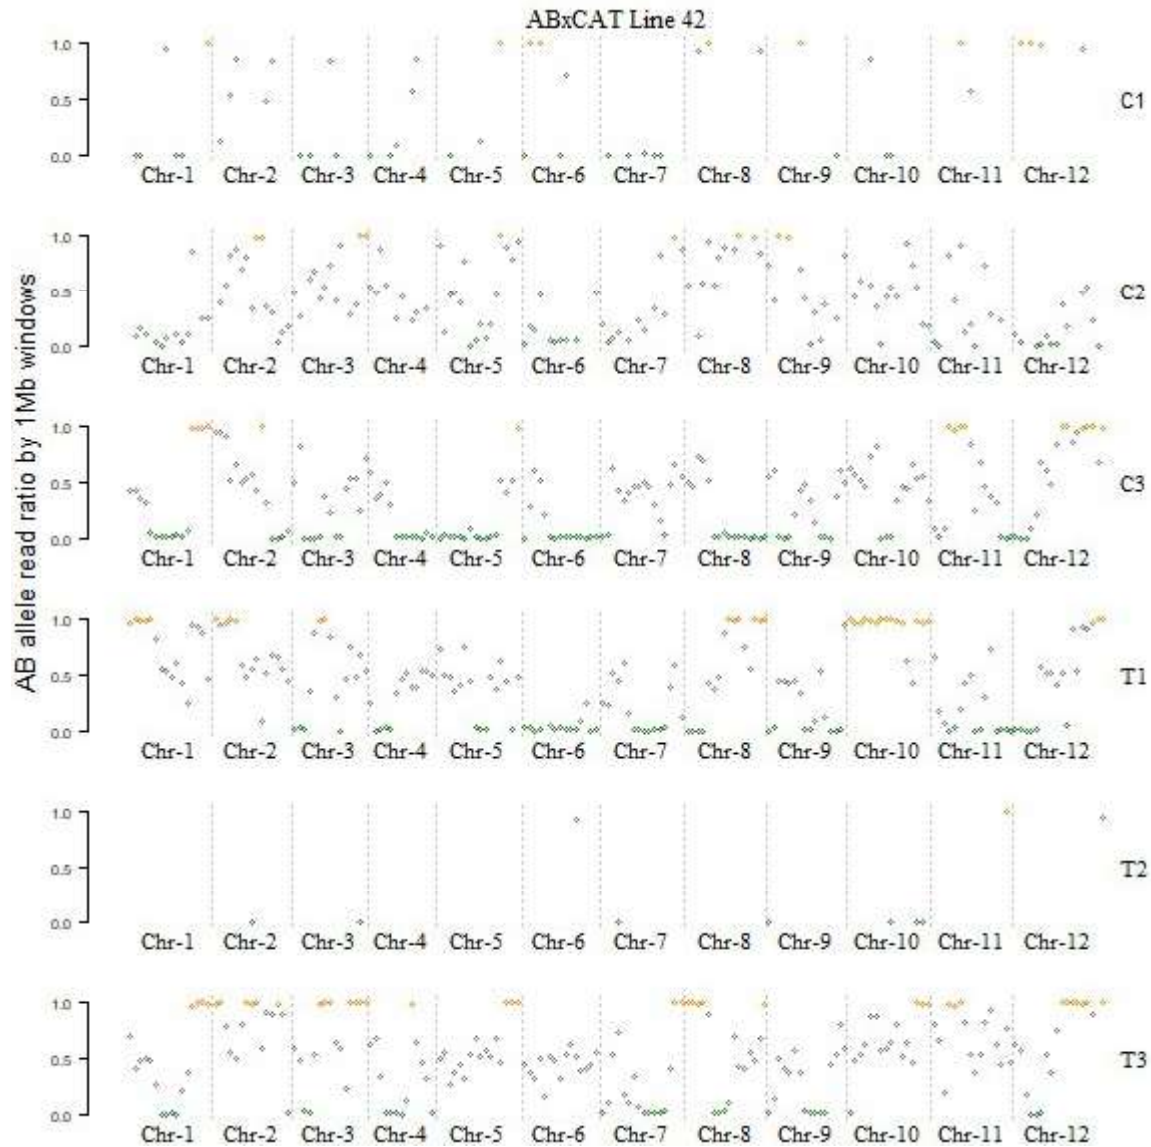 ABxCAT Line 42
AB allele read ratio by 1Mb windows
1.0
0.5
0.0
C1
Chr-1 Chr-2 Chr-3 Chr-4 Chr-5 Chr-6 Chr-7 Chr-8 Chr-9 Chr-10 Chr-11 Chr-12
1.0
0.5
0.0
C2
Chr-1 Chr-2 Chr-3 Chr-4 Chr-5 Chr-6 Chr-7 Chr-8 Chr-9 Chr-10 Chr-11 Chr-12
1.0
0.5
0.0
C3
Chr-1 Chr-2 Chr-3 Chr-4 Chr-5 Chr-6 Chr-7 Chr-8 Chr-9 Chr-10 Chr-11 Chr-12
1.0
0.5
0.0
T1
Chr-1 Chr-2 Chr-3 Chr-4 Chr-5 Chr-6 Chr-7 Chr-8 Chr-9 Chr-10 Chr-11 Chr-12
1.0
0.5
0.0
T2
Chr-1 Chr-2 Chr-3 Chr-4 Chr-5 Chr-6 Chr-7 Chr-8 Chr-9 Chr-10 Chr-11 Chr-12
1.0
0.5
0.0
T3
Chr-1 Chr-2 Chr-3 Chr-4 Chr-5 Chr-6 Chr-7 Chr-8 Chr-9 Chr-10 Chr-11 Chr-12